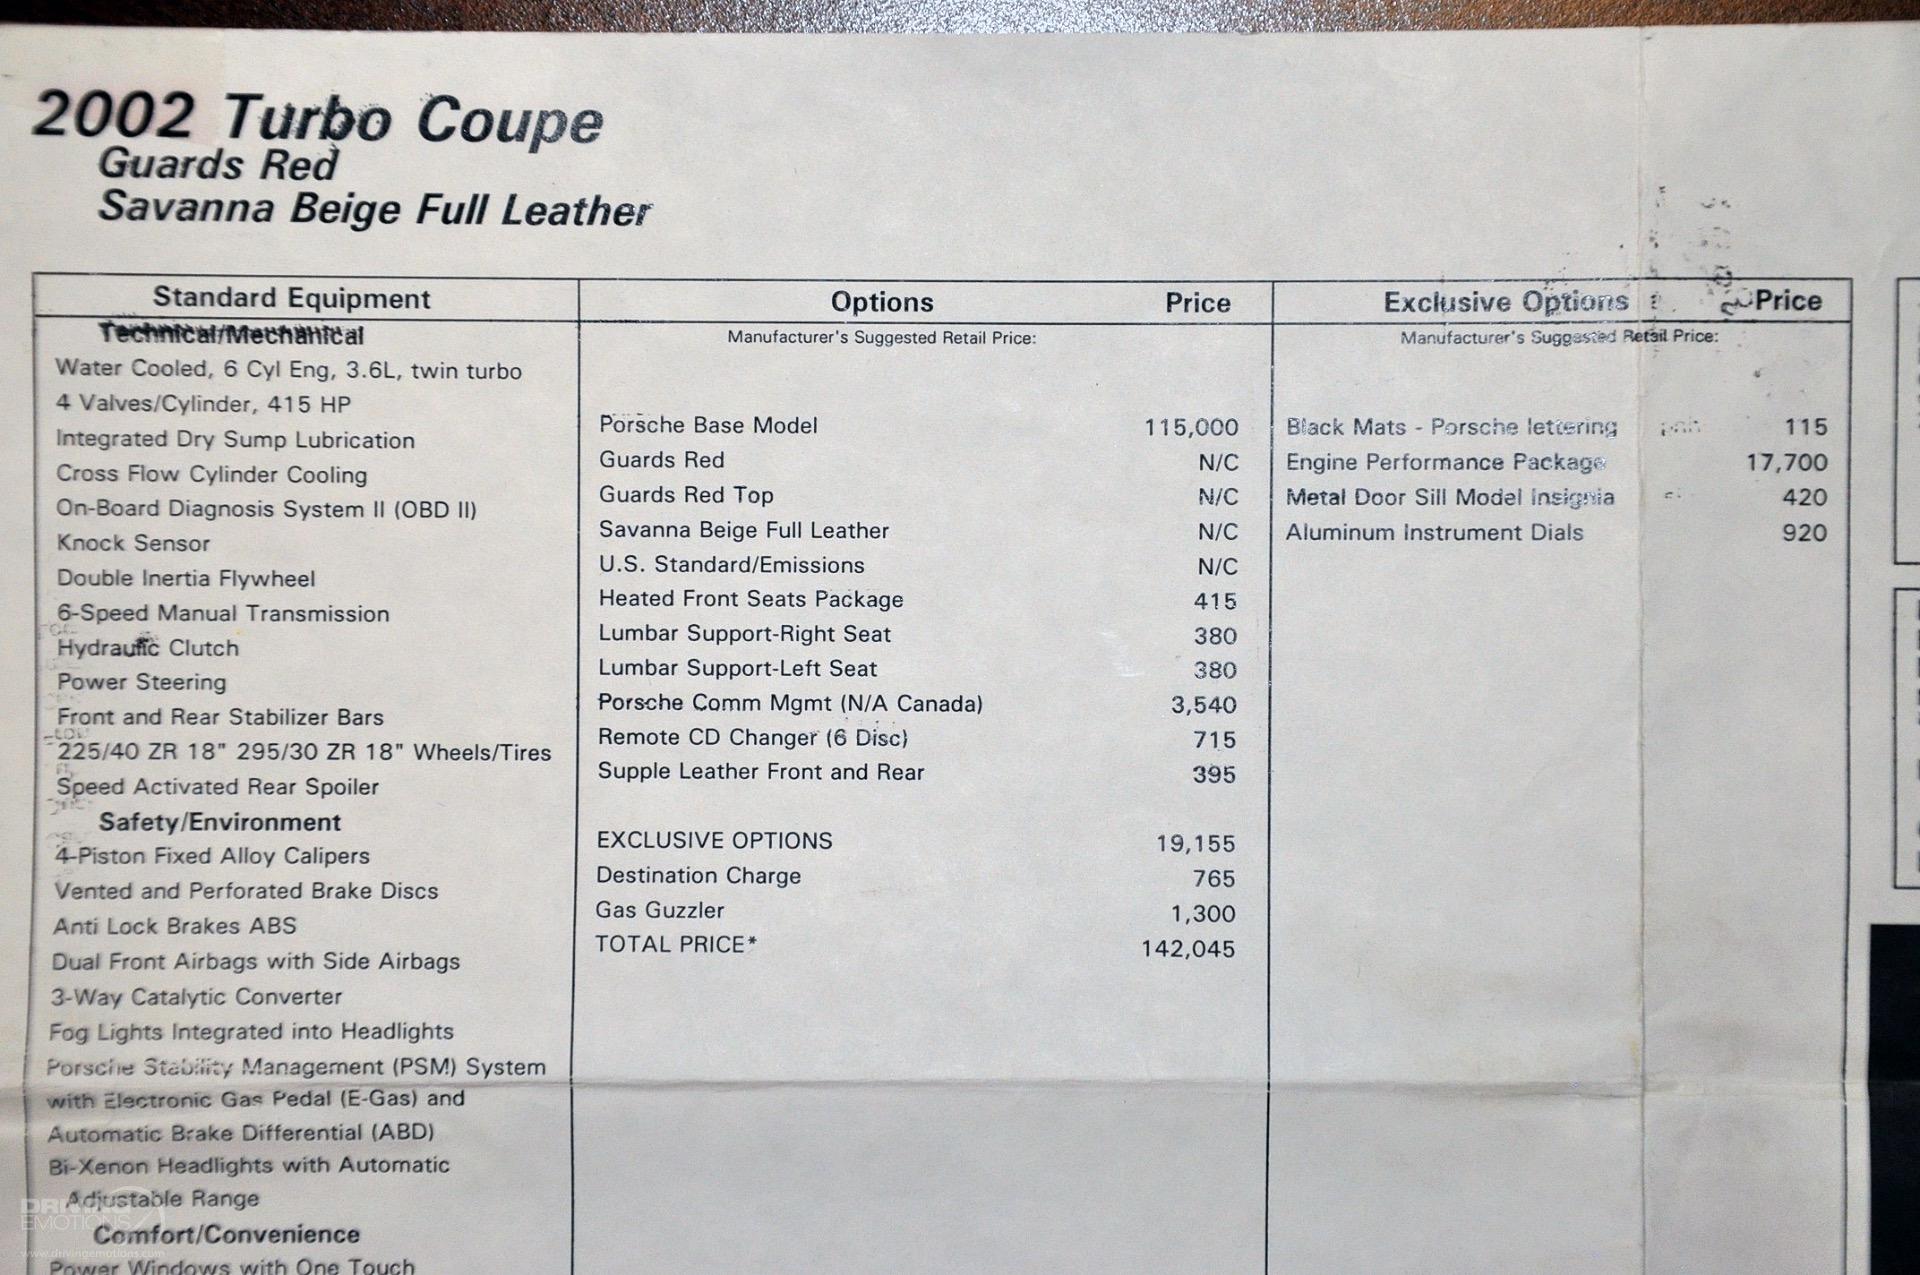 2002 Turbo Coupe
Guards Red
Savanna Beige Full Leather
Standard Equipment
Technical/Mechanical
Water Cooled, 6 Cyl Eng, 3.6L, twin turbo
4 Valves/Cylinder, 415 HP
Integrated Dry Sump Lubrication
Cross Flow Cylinder Cooling
On-Board Diagnosis System II (OBD II)
Knock Sensor
Double Inertia Flywheel
6-Speed Manual Transmission
Hydraulic Clutch
Power Steering
Front and Rear Stabilizer Bars
225/40 ZR 18" 295/30 ZR 18" Wheels/Tires
Speed Activated Rear Spoiler
Safety/Environment
4-Piston Fixed Alloy Calipers
Vented and Perforated Brake Discs
Anti Lock Brakes ABS
Dual Front Airbags with Side Airbags
3-Way Catalytic Converter
Fog Lights Integrated into Headlights
Porsche Stability Management (PSM) System
with Electronic Gas Pedal (E-Gas) and
Automatic Brake Differential (ABD)
Bi-Xenon Headlights with Automatic
Adjustable Range
Comfort/Convenience
Power Windows with One Touch
Options Price
Manufacturer's Suggested Retail Price:
Porsche Base Model 115,000
Guards Red N/C
Guards Red Top N/C
Savanna Beige Full Leather N/C
U.S. Standard/Emissions N/C
Heated Front Seats Package 415
Lumbar Support-Right Seat 380
Lumbar Support-Left Seat 380
Porsche Comm Mgmt (N/A Canada) 3,540
Remote CD Changer (6 Disc) 715
Supple Leather Front and Rear 395
EXCLUSIVE OPTIONS 19,155
Destination Charge 765
Gas Guzzler 1,300
TOTAL PRICE* 142,045
Exclusive Options Price
Manufacturer's Suggested Retail Price:
Black Mats - Porsche lettering 115
Engine Performance Package 17,700
Metal Door Sill Model Insignia 420
Aluminum Instrument Dials 920
DRIVING
EMOTIONS
www.drivingemotions.com